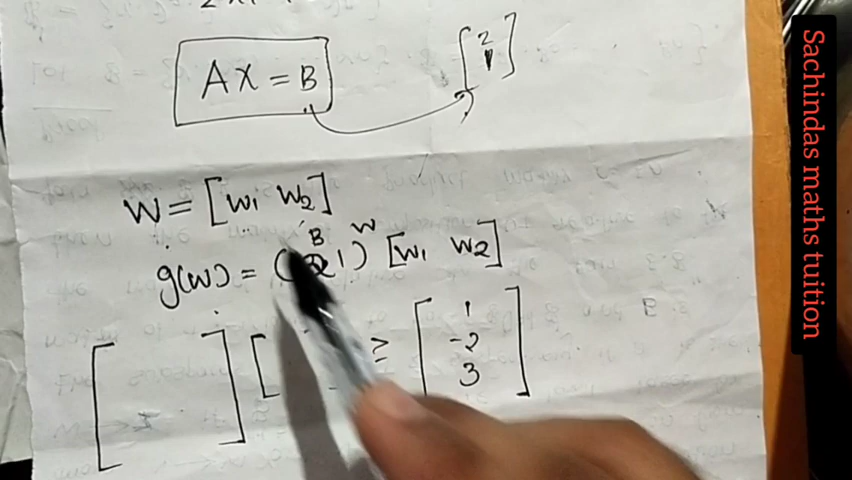 AX = B
[2
1]
W = [w₁ w₂]
B W
g(w) = ( 2 1 ) [w₁ w₂]
[ ] [ ≥ [1
-2
3]
Sachindas maths tuition